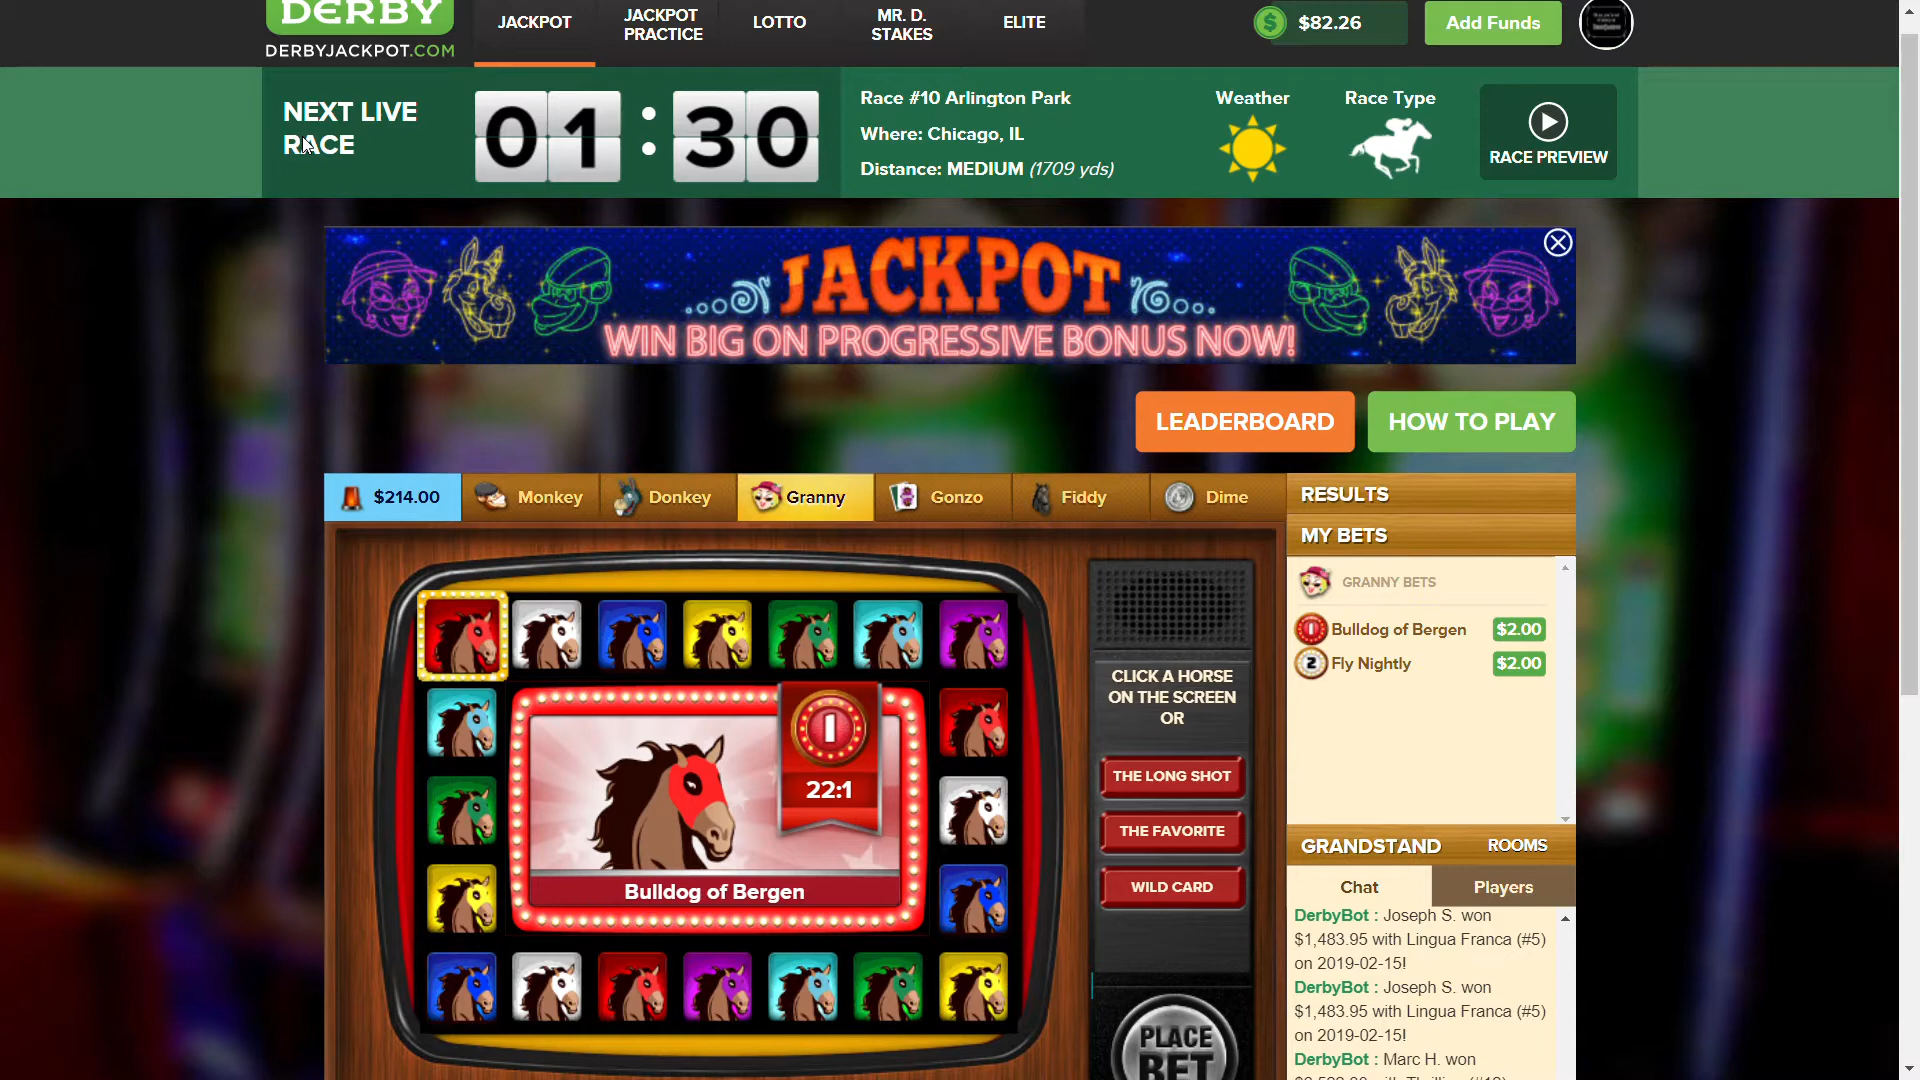 DERBY
DERBYJACKPOT.COM
JACKPOT
JACKPOT
PRACTICE
LOTTO
MR. D.
STAKES
ELITE
$ $82.26
Add Funds
NEXT LIVE
RACE
01 : 30
Race #10 Arlington Park
Where: Chicago, IL
Distance: MEDIUM (1709 yds)
Weather
Race Type
RACE PREVIEW
JACKPOT
WIN BIG ON PROGRESSIVE BONUS NOW!
LEADERBOARD
HOW TO PLAY
$214.00
Monkey
Donkey
Granny
Gonzo
Fiddy
Dime
RESULTS
MY BETS
GRANNY BETS
1 Bulldog of Bergen $2.00
2 Fly Nightly $2.00
1
22:1
Bulldog of Bergen
CLICK A HORSE
ON THE SCREEN
OR
THE LONG SHOT
THE FAVORITE
WILD CARD
PLACE
BET
GRANDSTAND ROOMS
Chat Players
DerbyBot : Joseph S. won
$1,483.95 with Lingua Franca (#5)
on 2019-02-15!
DerbyBot : Joseph S. won
$1,483.95 with Lingua Franca (#5)
on 2019-02-15!
DerbyBot : Marc H. won